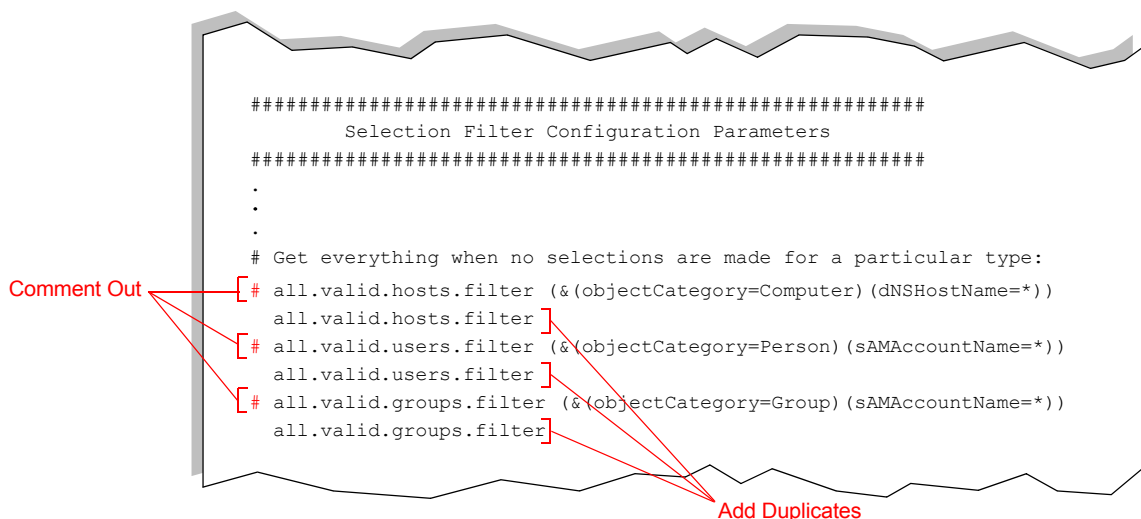 #########################################################
Selection Filter Configuration Parameters
#########################################################
.
.
.
# Get everything when no selections are made for a particular type:
Comment Out
# all.valid.hosts.filter (&(objectCategory=Computer)(dNSHostName=*))
all.valid.hosts.filter
# all.valid.users.filter (&(objectCategory=Person)(sAMAccountName=*))
all.valid.users.filter
# all.valid.groups.filter (&(objectCategory=Group)(sAMAccountName=*))
all.valid.groups.filter
Add Duplicates